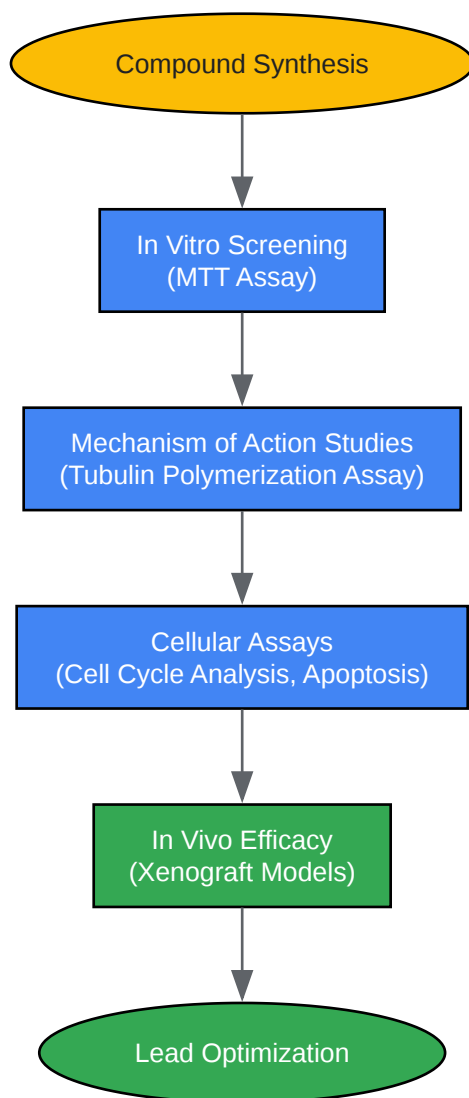 Compound Synthesis
In Vitro Screening
(MTT Assay)
Mechanism of Action Studies
(Tubulin Polymerization Assay)
Cellular Assays
(Cell Cycle Analysis, Apoptosis)
In Vivo Efficacy
(Xenograft Models)
Lead Optimization